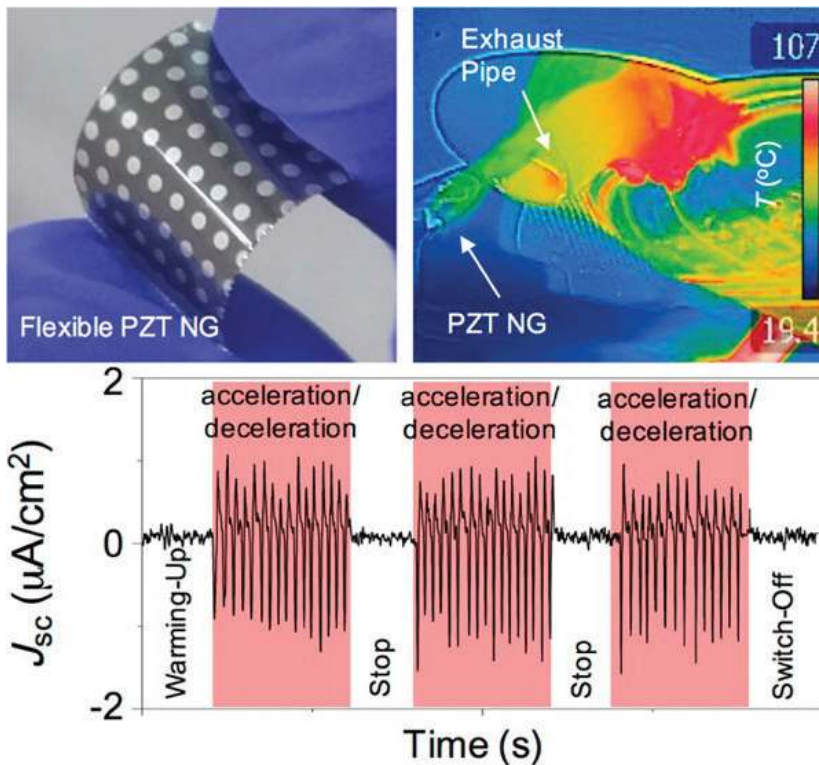 Flexible PZT NG
Exhaust
Pipe
107
T (ºC)
PZT NG
19.4
2
0
-2
Jsc (μA/cm²)
acceleration/
deceleration
acceleration/
deceleration
acceleration/
deceleration
Warming-Up
Stop
Stop
Switch-Off
Time (s)